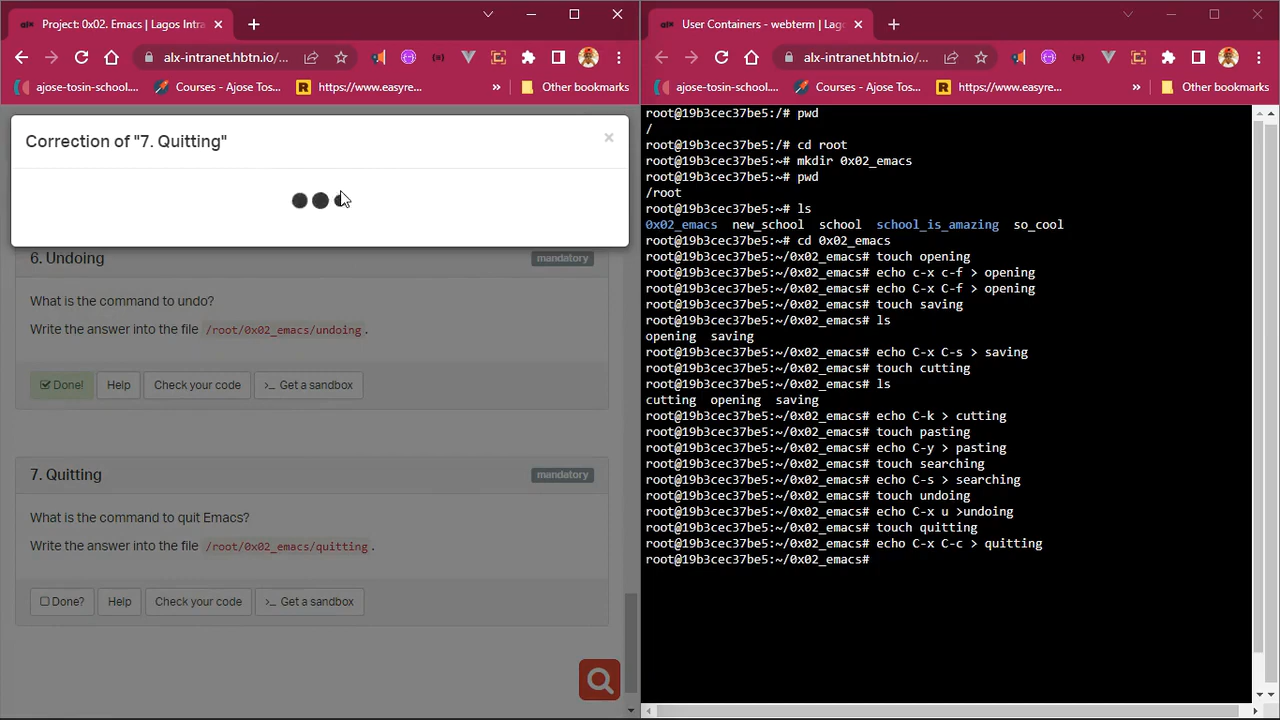 Project: 0x02. Emacs | Lagos Intra
alx-intranet.hbtn.io/...
ajose-tosin-school....
Courses - Ajose Tos...
https://www.easyre...
»
Other bookmarks
Correction of "7. Quitting"
×
6. Undoing
mandatory
What is the command to undo?
Write the answer into the file /root/0x02_emacs/undoing.
Done!
Help
Check your code
>_ Get a sandbox
7. Quitting
mandatory
What is the command to quit Emacs?
Write the answer into the file /root/0x02_emacs/quitting.
Done?
Help
Check your code
>_ Get a sandbox
User Containers - webterm | Lag
alx-intranet.hbtn.io/...
ajose-tosin-school....
Courses - Ajose Tos...
https://www.easyre...
»
Other bookmarks
root@19b3cec37be5:/# pwd
/
root@19b3cec37be5:/# cd root
root@19b3cec37be5:~# mkdir 0x02_emacs
root@19b3cec37be5:~# pwd
/root
root@19b3cec37be5:~# ls
0x02_emacs  new_school  school  school_is_amazing  so_cool
root@19b3cec37be5:~# cd 0x02_emacs
root@19b3cec37be5:~/0x02_emacs# touch opening
root@19b3cec37be5:~/0x02_emacs# echo c-x c-f > opening
root@19b3cec37be5:~/0x02_emacs# echo C-x C-f > opening
root@19b3cec37be5:~/0x02_emacs# touch saving
root@19b3cec37be5:~/0x02_emacs# ls
opening  saving
root@19b3cec37be5:~/0x02_emacs# echo C-x C-s > saving
root@19b3cec37be5:~/0x02_emacs# touch cutting
root@19b3cec37be5:~/0x02_emacs# ls
cutting  opening  saving
root@19b3cec37be5:~/0x02_emacs# echo C-k > cutting
root@19b3cec37be5:~/0x02_emacs# touch pasting
root@19b3cec37be5:~/0x02_emacs# echo C-y > pasting
root@19b3cec37be5:~/0x02_emacs# touch searching
root@19b3cec37be5:~/0x02_emacs# echo C-s > searching
root@19b3cec37be5:~/0x02_emacs# touch undoing
root@19b3cec37be5:~/0x02_emacs# echo C-x u >undoing
root@19b3cec37be5:~/0x02_emacs# touch quitting
root@19b3cec37be5:~/0x02_emacs# echo C-x C-c > quitting
root@19b3cec37be5:~/0x02_emacs#